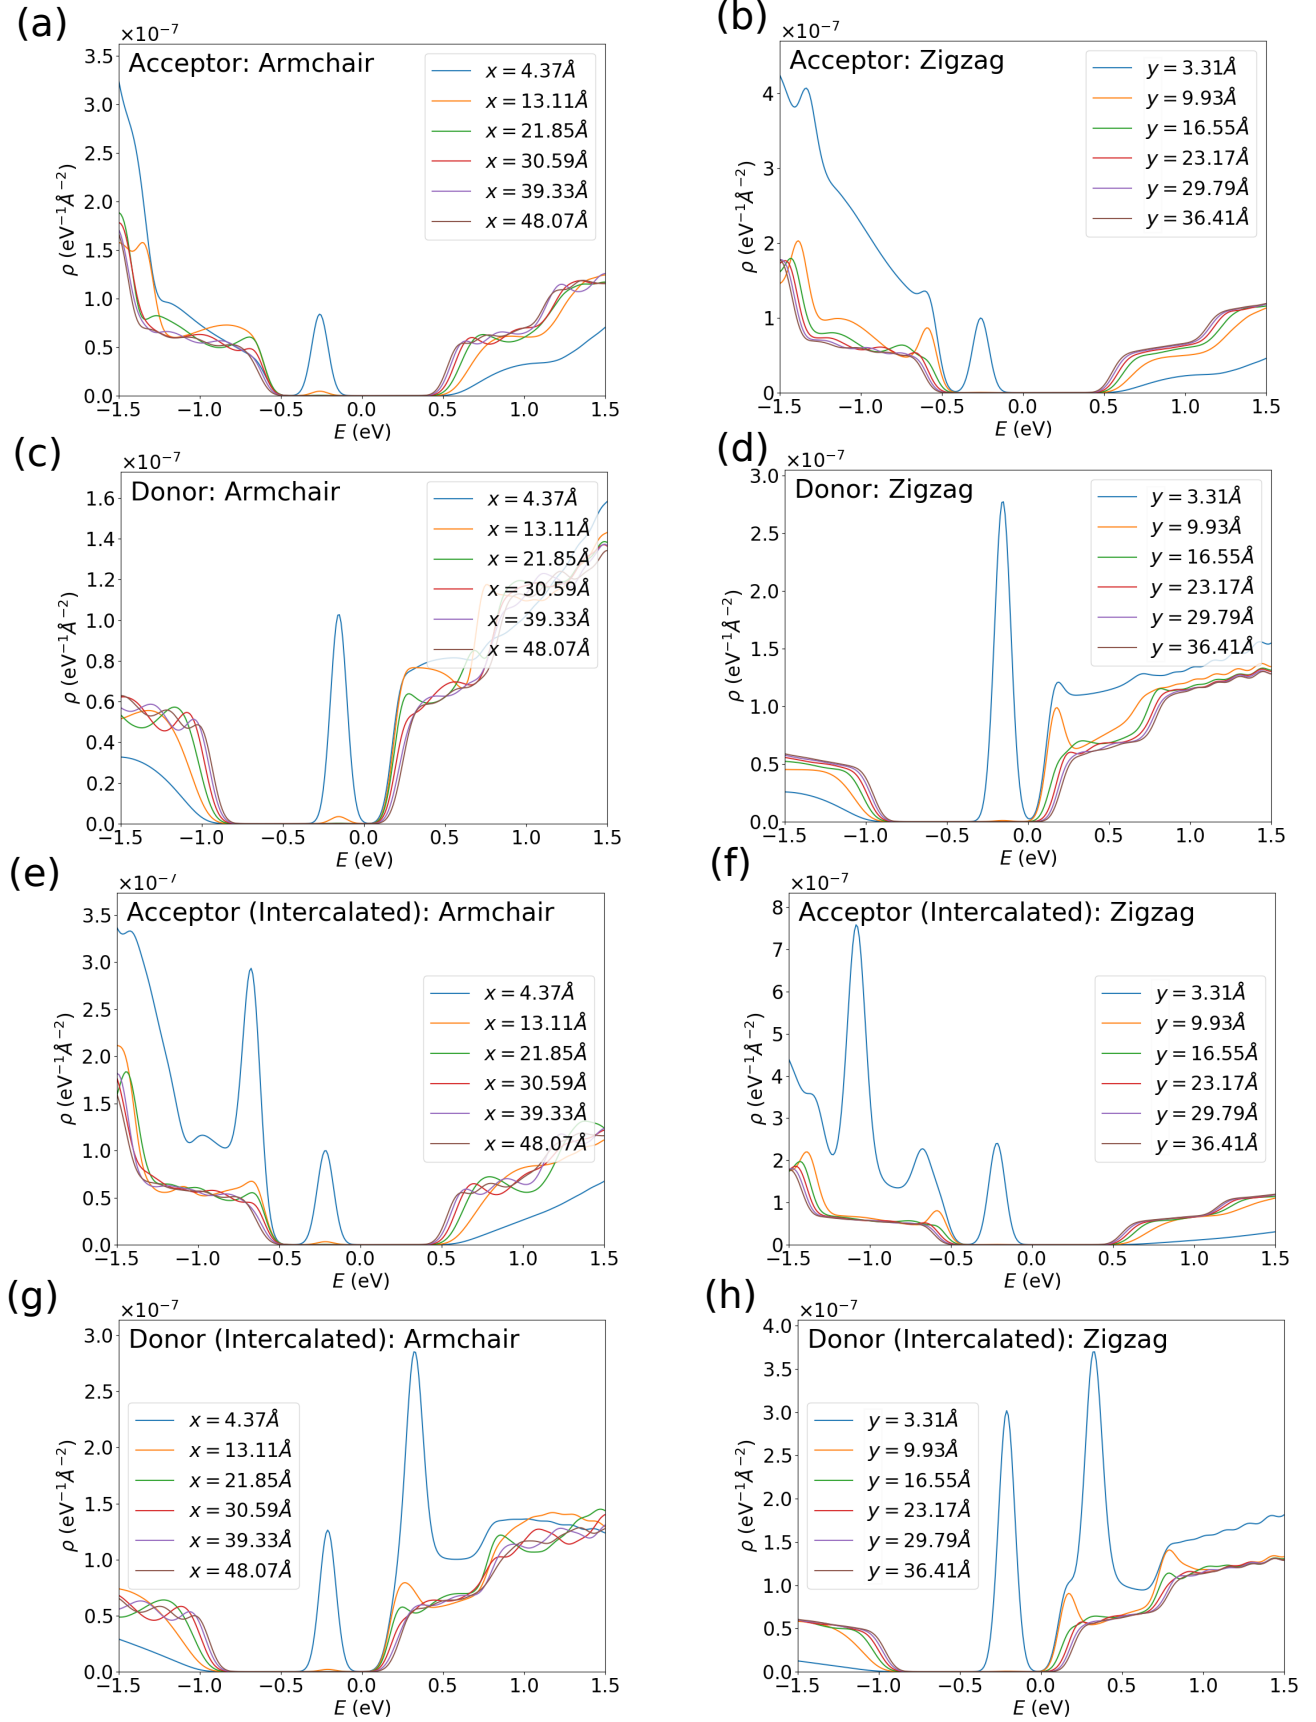 (a)
×10⁻⁷
Acceptor: Armchair
x = 4.37Å
x = 13.11Å
x = 21.85Å
x = 30.59Å
x = 39.33Å
x = 48.07Å
3.5
3.0
2.5
2.0
1.5
1.0
0.5
0.0
ρ (eV⁻¹Å⁻²)
−1.5 −1.0 −0.5 0.0 0.5 1.0 1.5
E (eV)
(b)
×10⁻⁷
Acceptor: Zigzag
y = 3.31Å
y = 9.93Å
y = 16.55Å
y = 23.17Å
y = 29.79Å
y = 36.41Å
4
3
2
1
0
ρ (eV⁻¹Å⁻²)
−1.5 −1.0 −0.5 0.0 0.5 1.0 1.5
E (eV)
(c)
×10⁻⁷
Donor: Armchair
x = 4.37Å
x = 13.11Å
x = 21.85Å
x = 30.59Å
x = 39.33Å
x = 48.07Å
1.6
1.4
1.2
1.0
0.8
0.6
0.4
0.2
0.0
ρ (eV⁻¹Å⁻²)
−1.5 −1.0 −0.5 0.0 0.5 1.0 1.5
E (eV)
(d)
×10⁻⁷
Donor: Zigzag
y = 3.31Å
y = 9.93Å
y = 16.55Å
y = 23.17Å
y = 29.79Å
y = 36.41Å
3.0
2.5
2.0
1.5
1.0
0.5
0.0
ρ (eV⁻¹Å⁻²)
−1.5 −1.0 −0.5 0.0 0.5 1.0 1.5
E (eV)
(e)
×10⁻⁷
Acceptor (Intercalated): Armchair
x = 4.37Å
x = 13.11Å
x = 21.85Å
x = 30.59Å
x = 39.33Å
x = 48.07Å
3.5
3.0
2.5
2.0
1.5
1.0
0.5
0.0
ρ (eV⁻¹Å⁻²)
−1.5 −1.0 −0.5 0.0 0.5 1.0 1.5
E (eV)
(f)
×10⁻⁷
Acceptor (Intercalated): Zigzag
y = 3.31Å
y = 9.93Å
y = 16.55Å
y = 23.17Å
y = 29.79Å
y = 36.41Å
8
7
6
5
4
3
2
1
0
ρ (eV⁻¹Å⁻²)
−1.5 −1.0 −0.5 0.0 0.5 1.0 1.5
E (eV)
(g)
×10⁻⁷
Donor (Intercalated): Armchair
x = 4.37Å
x = 13.11Å
x = 21.85Å
x = 30.59Å
x = 39.33Å
x = 48.07Å
3.0
2.5
2.0
1.5
1.0
0.5
0.0
ρ (eV⁻¹Å⁻²)
−1.5 −1.0 −0.5 0.0 0.5 1.0 1.5
E (eV)
(h)
×10⁻⁷
Donor (Intercalated): Zigzag
y = 3.31Å
y = 9.93Å
y = 16.55Å
y = 23.17Å
y = 29.79Å
y = 36.41Å
4.0
3.5
3.0
2.5
2.0
1.5
1.0
0.5
0.0
ρ (eV⁻¹Å⁻²)
−1.5 −1.0 −0.5 0.0 0.5 1.0 1.5
E (eV)